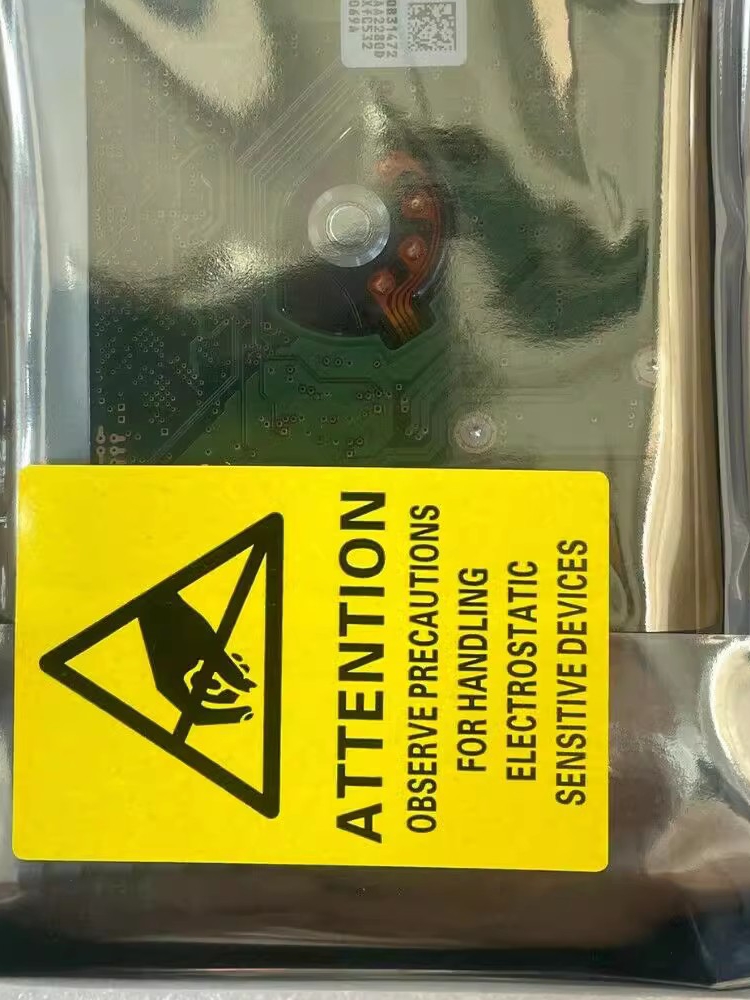 ATTENTION
OBSERVE PRECAUTIONS
FOR HANDLING
ELECTROSTATIC
SENSITIVE DEVICES